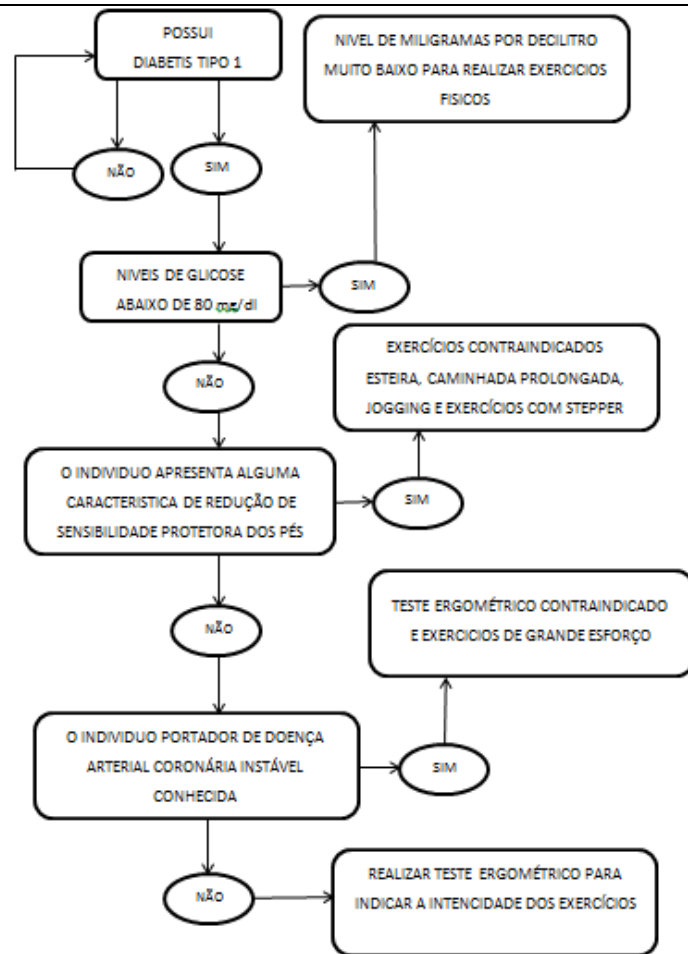 POSSUI
DIABETIS TIPO 1
NIVEL DE MILIGRAMAS POR DECILITRO
MUITO BAIXO PARA REALIZAR EXERCICIOS
FISICOS
NÃO
SIM
NIVEIS DE GLICOSE
ABAIXO DE 80 mg/dl
SIM
NÃO
EXERCÍCIOS CONTRAINDICADOS
ESTEIRA, CAMINHADA PROLONGADA,
JOGGING E EXERCÍCIOS COM STEPPER
O INDIVIDUO APRESENTA ALGUMA
CARACTERISTICA DE REDUÇÃO DE
SENSIBILIDADE PROTETORA DOS PÉS
SIM
NÃO
TESTE ERGOMÉTRICO CONTRAINDICADO
E EXERCICIOS DE GRANDE ESFORÇO
O INDIVIDUO PORTADOR DE DOENÇA
ARTERIAL CORONÁRIA INSTÁVEL
CONHECIDA
SIM
NÃO
REALIZAR TESTE ERGOMÉTRICO PARA
INDICAR A INTENCIDADE DOS EXERCÍCIOS